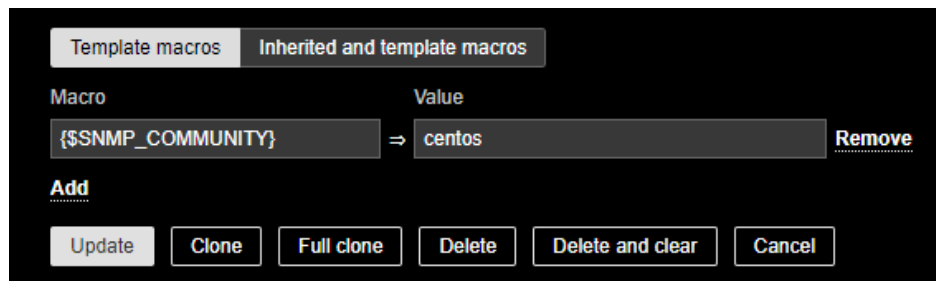 Template macros Inherited and template macros
Macro Value
{$SNMP_COMMUNITY} ⇒ centos Remove
Add
Update Clone Full clone Delete Delete and clear Cancel